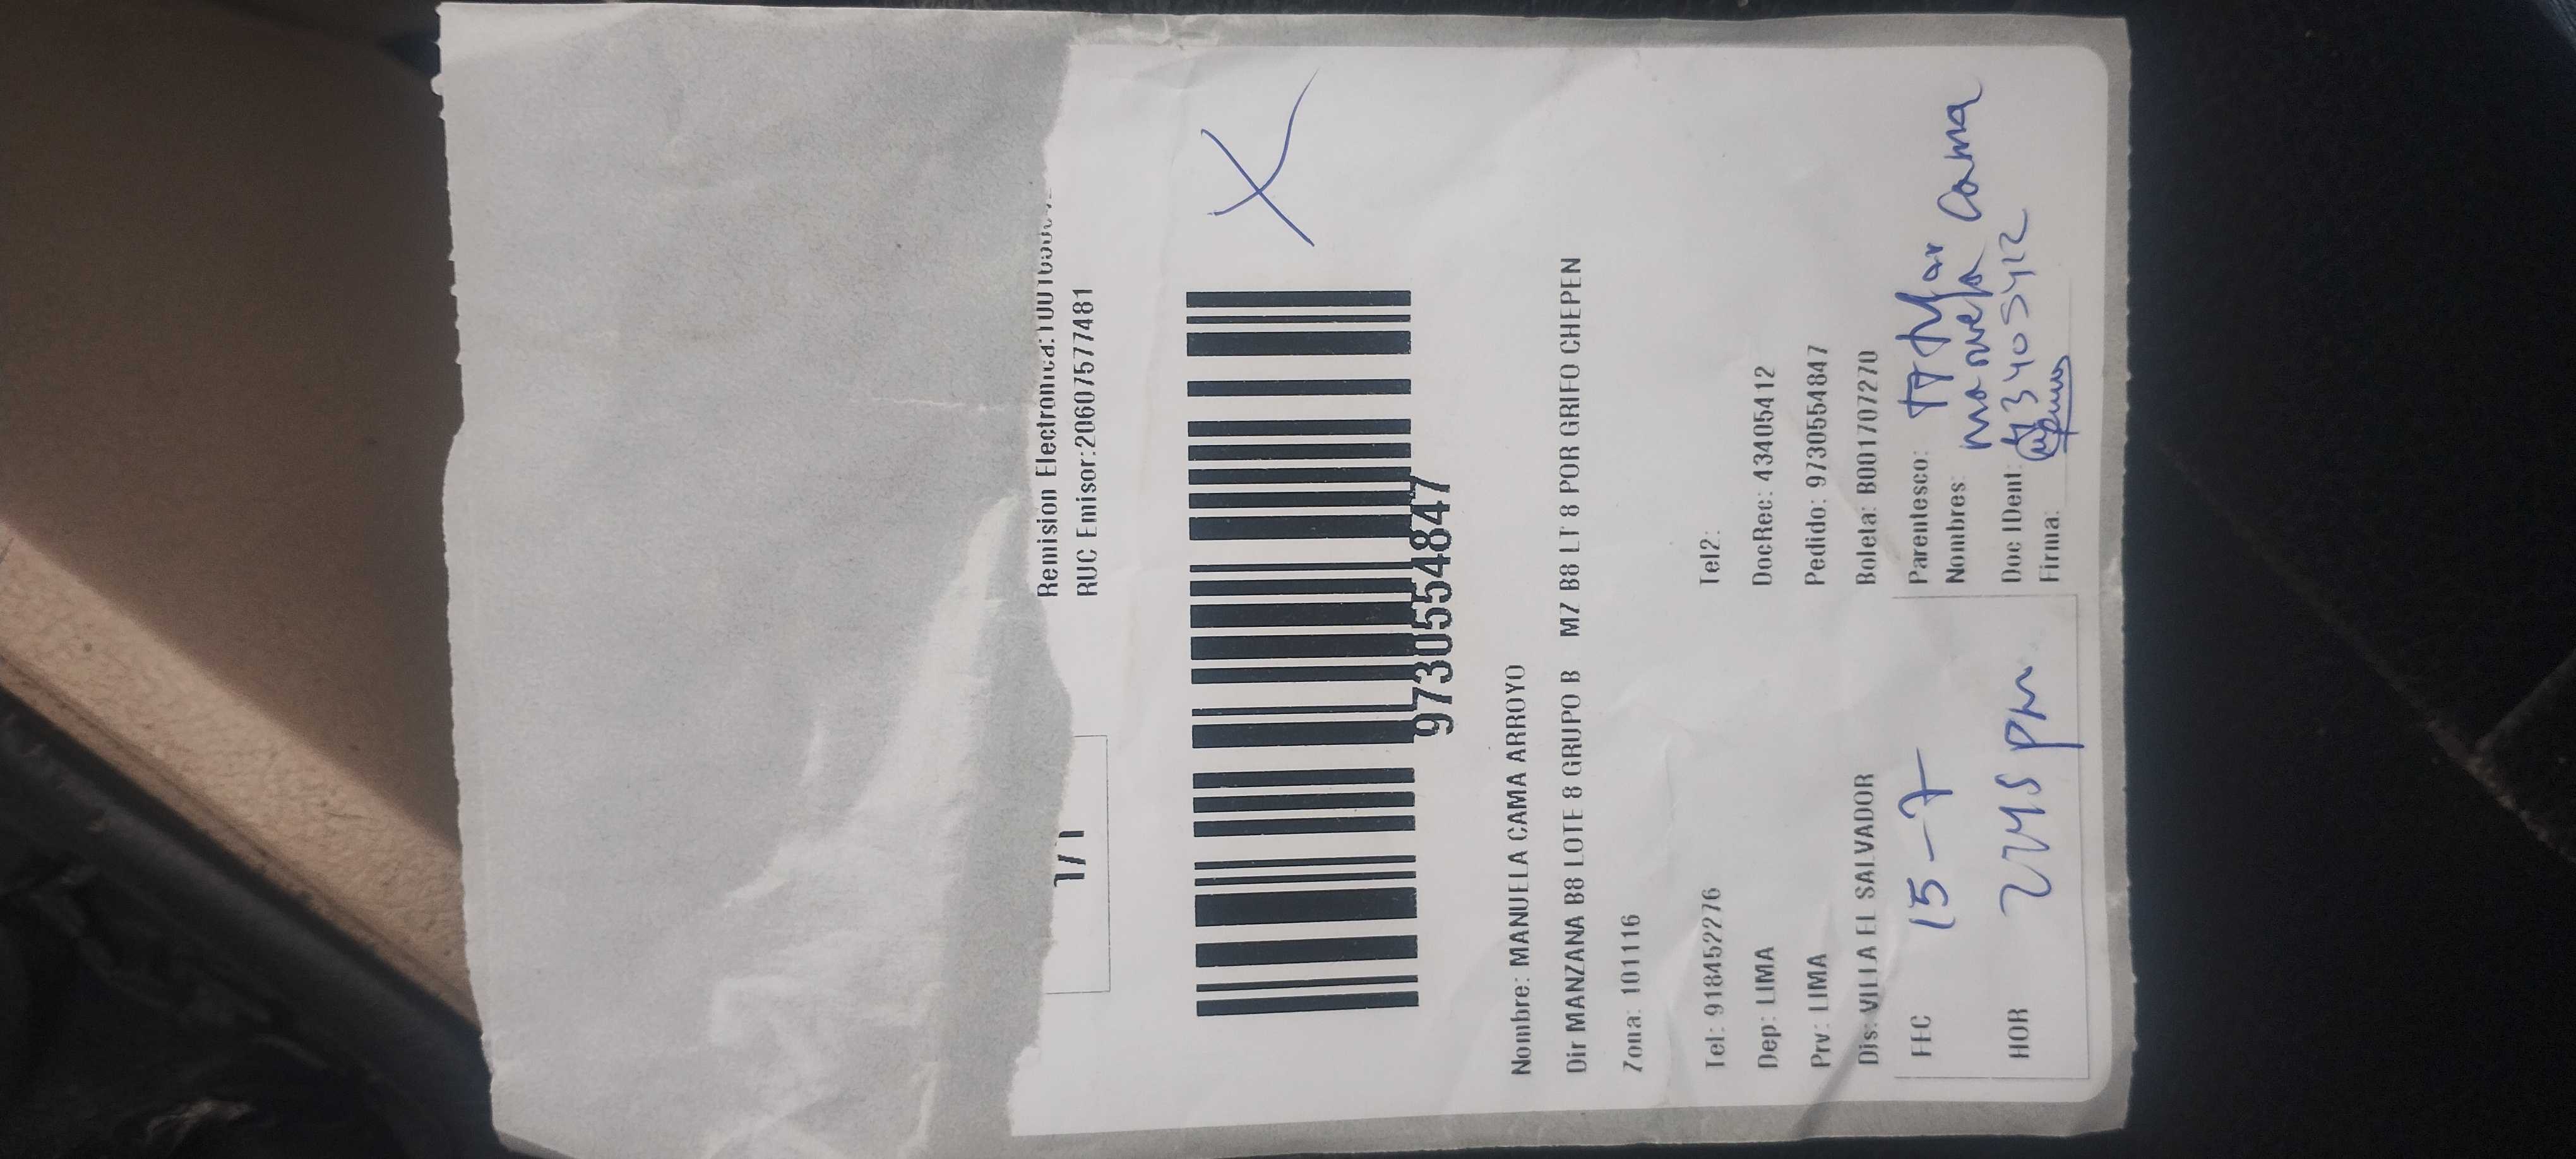 Remision Electronica:
RUC Emisor:20607577481
1/1
9730554847
Nombre: MANUELA CAMA ARROYO
Dir MANZANA B8 LOTE 8 GRUPO B MZ B8 LT 8 POR GRIFO CHEPEN
Zona: 101116
Tel: 918452276 Tel2:
Dep: LIMA DocRec: 43405412
Prv: LIMA Pedido: 9730554847
Dis: VILLA EL SALVADOR Boleta: B001707270
FEC 15-7
HOR 2:45 pm
Parentesco: Titular
Nombres: manuela Cama
Doc IDent: 43405412
Firma: